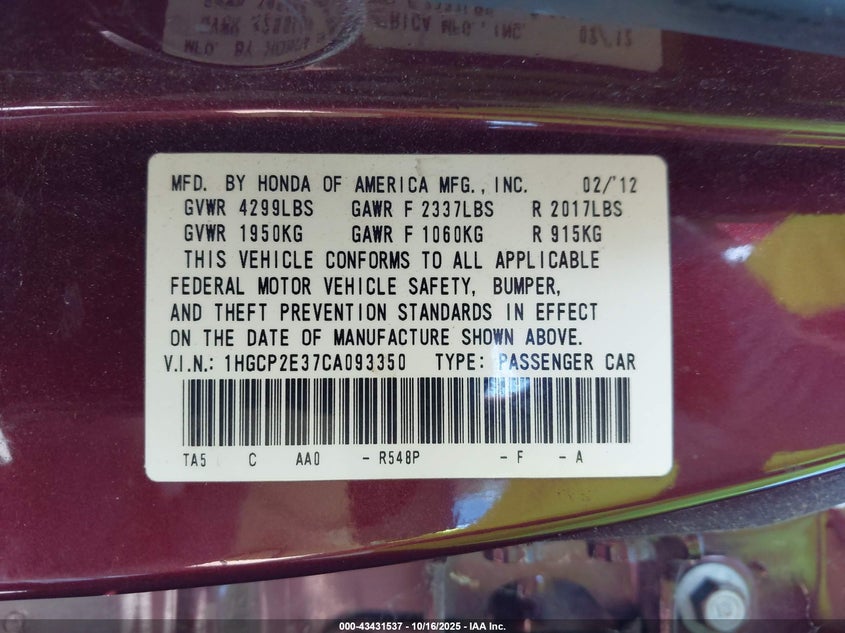 MFD. BY HONDA OF AMERICA MFG., INC. 02/'12
GVWR 4299LBS GAWR F 2337LBS R 2017LBS
GVWR 1950KG GAWR F 1060KG R 915KG
THIS VEHICLE CONFORMS TO ALL APPLICABLE
FEDERAL MOTOR VEHICLE SAFETY, BUMPER,
AND THEFT PREVENTION STANDARDS IN EFFECT
ON THE DATE OF MANUFACTURE SHOWN ABOVE.
V.I.N.: 1HGCP2E37CA093350 TYPE: PASSENGER CAR
TA5 C AA0 - R548P - F - A
000-43431537 | 10/16/2025 - IAA Inc.